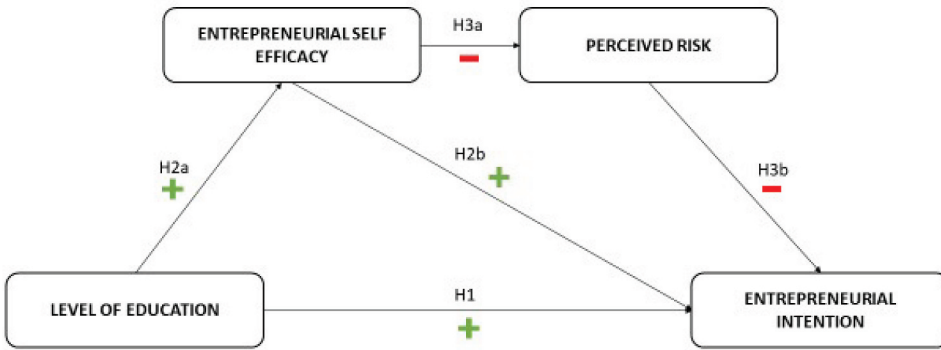 ENTREPRENEURIAL SELF
EFFICACY
H3a
PERCEIVED RISK
H2a
H2b
H3b
LEVEL OF EDUCATION
H1
ENTREPRENEURIAL
INTENTION